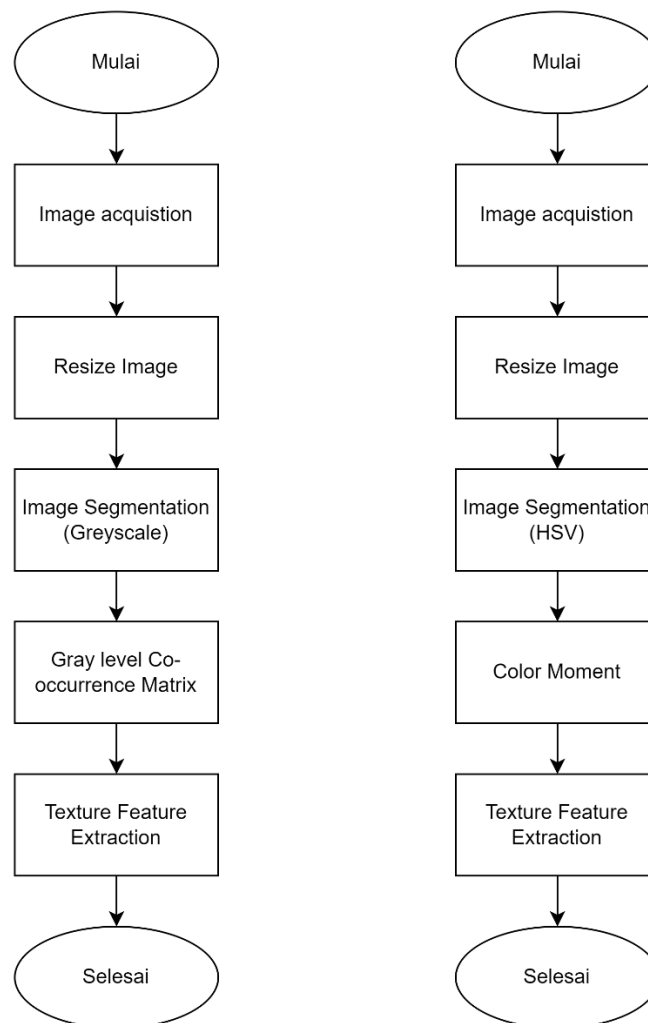 Mulai
Image acquistion
Resize Image
Image Segmentation
(Greyscale)
Gray level Co-
occurrence Matrix
Texture Feature
Extraction
Selesai
Mulai
Image acquistion
Resize Image
Image Segmentation
(HSV)
Color Moment
Texture Feature
Extraction
Selesai